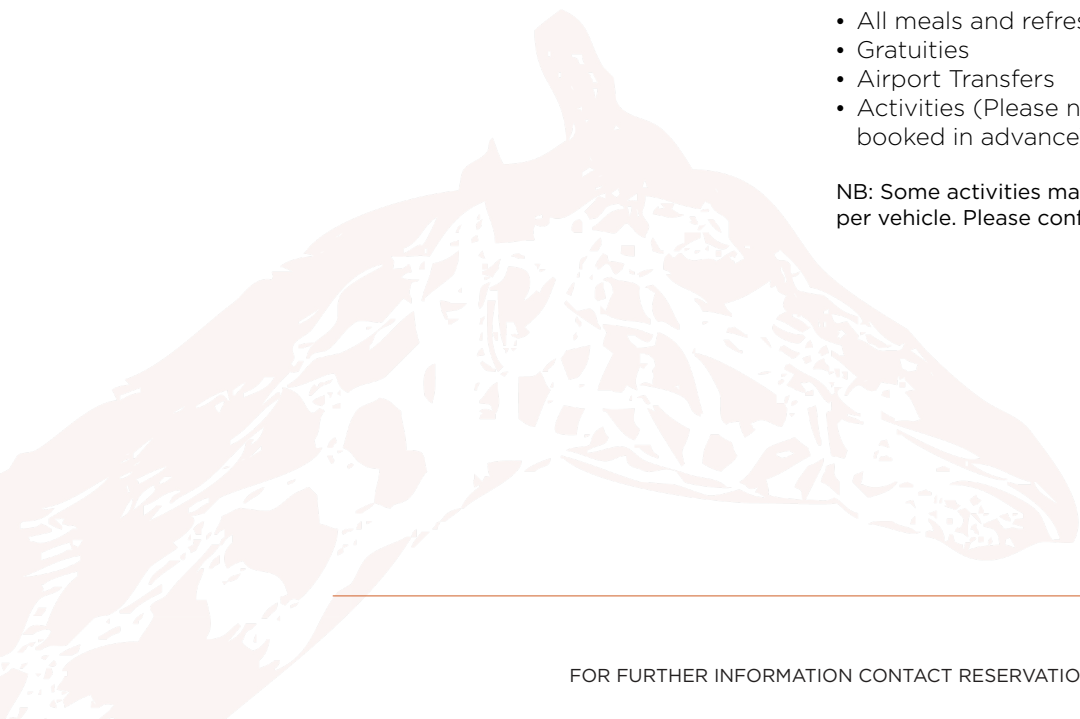 • All meals and
• Gratuities
• Airport Transfers
• Activities (Please
booked in advance
NB: Some activities
per vehicle. Please
FOR FURTHER INFORMATION CONTACT